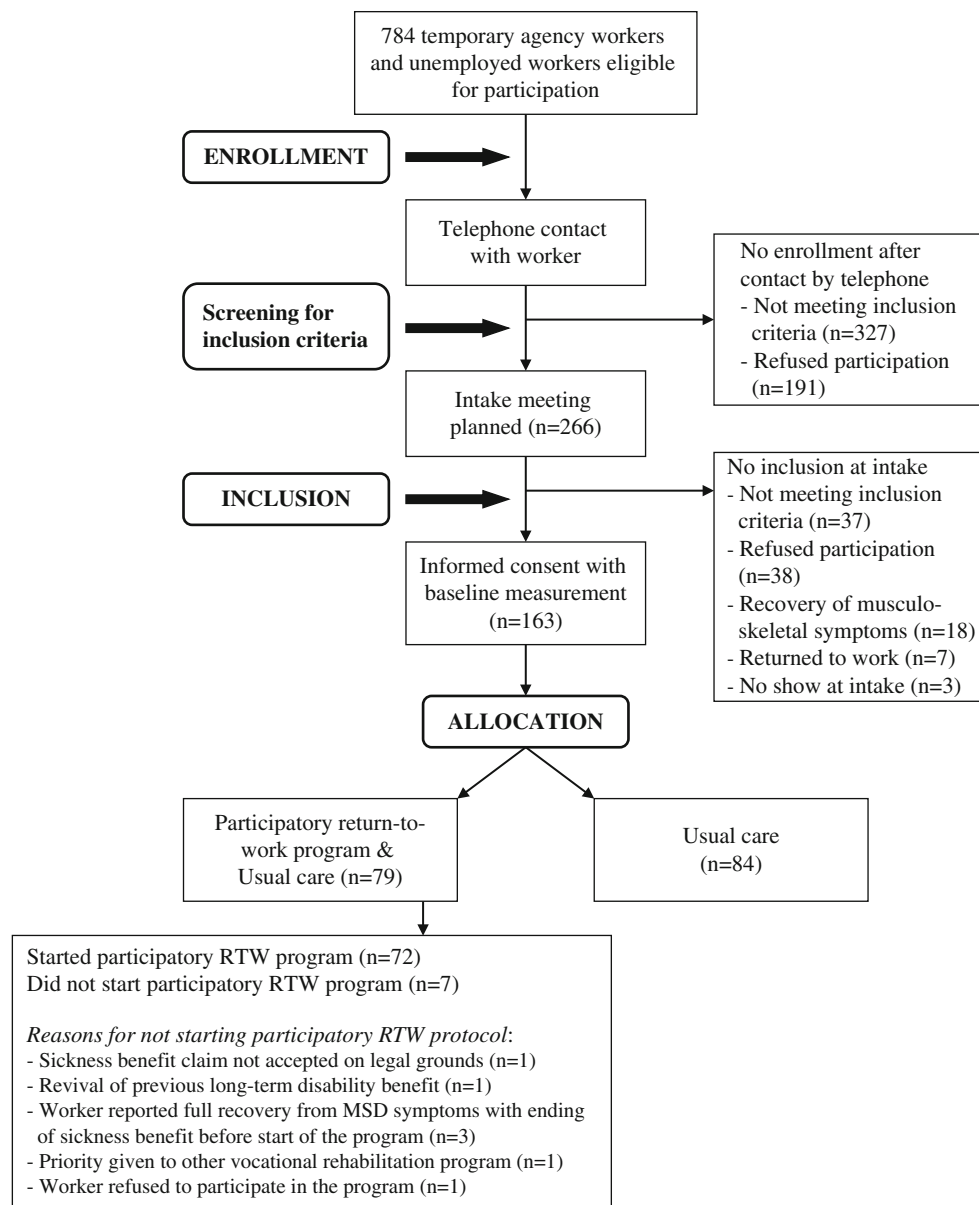 784 temporary agency workers
and unemployed workers eligible
for participation
ENROLLMENT
Telephone contact
with worker
No enrollment after
contact by telephone
- Not meeting inclusion
criteria (n=327)
- Refused participation
(n=191)
Screening for
inclusion criteria
Intake meeting
planned (n=266)
No inclusion at intake
- Not meeting inclusion
criteria (n=37)
- Refused participation
(n=38)
- Recovery of musculo-
skeletal symptoms (n=18)
- Returned to work (n=7)
- No show at intake (n=3)
INCLUSION
Informed consent with
baseline measurement
(n=163)
ALLOCATION
Participatory return-to-
work program &
Usual care (n=79)
Usual care
(n=84)
Started participatory RTW program (n=72)
Did not start participatory RTW program (n=7)
Reasons for not starting participatory RTW protocol:
- Sickness benefit claim not accepted on legal grounds (n=1)
- Revival of previous long-term disability benefit (n=1)
- Worker reported full recovery from MSD symptoms with ending
of sickness benefit before start of the program (n=3)
- Priority given to other vocational rehabilitation program (n=1)
- Worker refused to participate in the program (n=1)